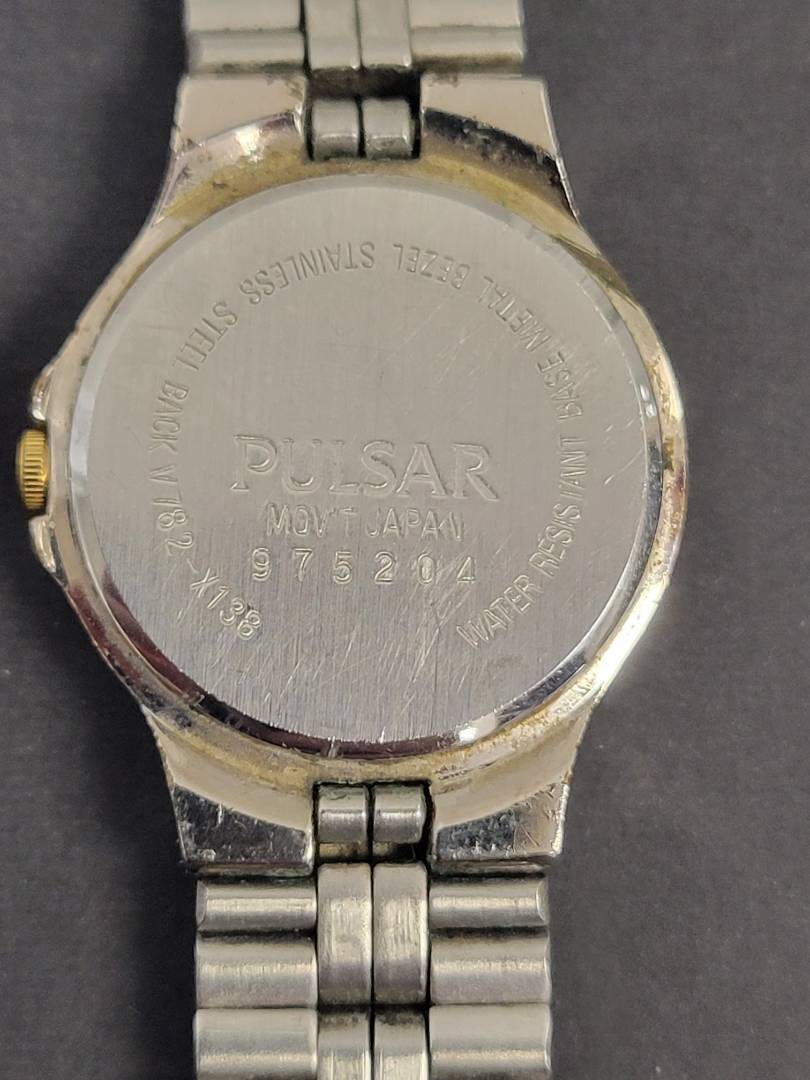 WATER RESISTANT BASE METAL BEZEL STAINLESS STEEL BACK V782-X138
PULSAR
MOV'T JAPAN
975204